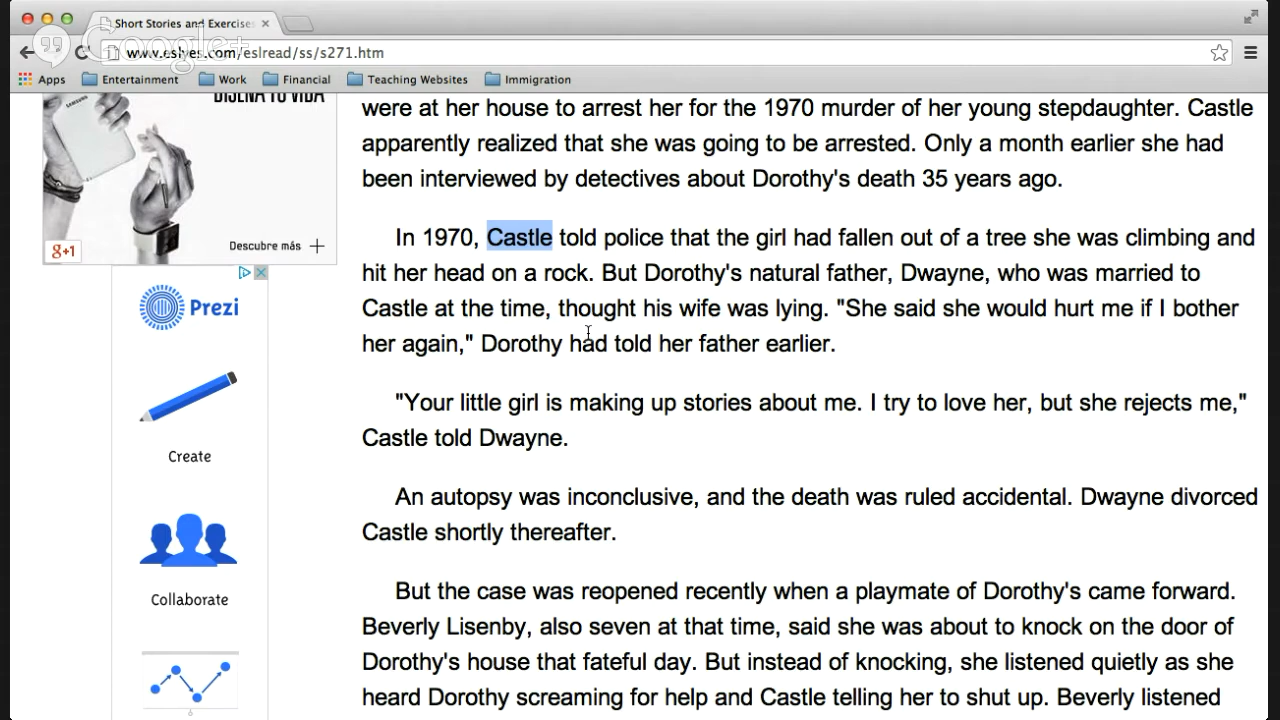 Short Stories and Exercises
Google+
www.eslyes.com/eslread/ss/s271.htm
Apps Entertainment Work Financial Teaching Websites Immigration
DISEÑA TU VIDA
SAMSUNG
g+1
Descubre más
Prezi
Create
Collaborate
were at her house to arrest her for the 1970 murder of her young stepdaughter. Castle
apparently realized that she was going to be arrested. Only a month earlier she had
been interviewed by detectives about Dorothy's death 35 years ago.
In 1970, Castle told police that the girl had fallen out of a tree she was climbing and
hit her head on a rock. But Dorothy's natural father, Dwayne, who was married to
Castle at the time, thought his wife was lying. "She said she would hurt me if I bother
her again," Dorothy had told her father earlier.
"Your little girl is making up stories about me. I try to love her, but she rejects me,"
Castle told Dwayne.
An autopsy was inconclusive, and the death was ruled accidental. Dwayne divorced
Castle shortly thereafter.
But the case was reopened recently when a playmate of Dorothy's came forward.
Beverly Lisenby, also seven at that time, said she was about to knock on the door of
Dorothy's house that fateful day. But instead of knocking, she listened quietly as she
heard Dorothy screaming for help and Castle telling her to shut up. Beverly listened